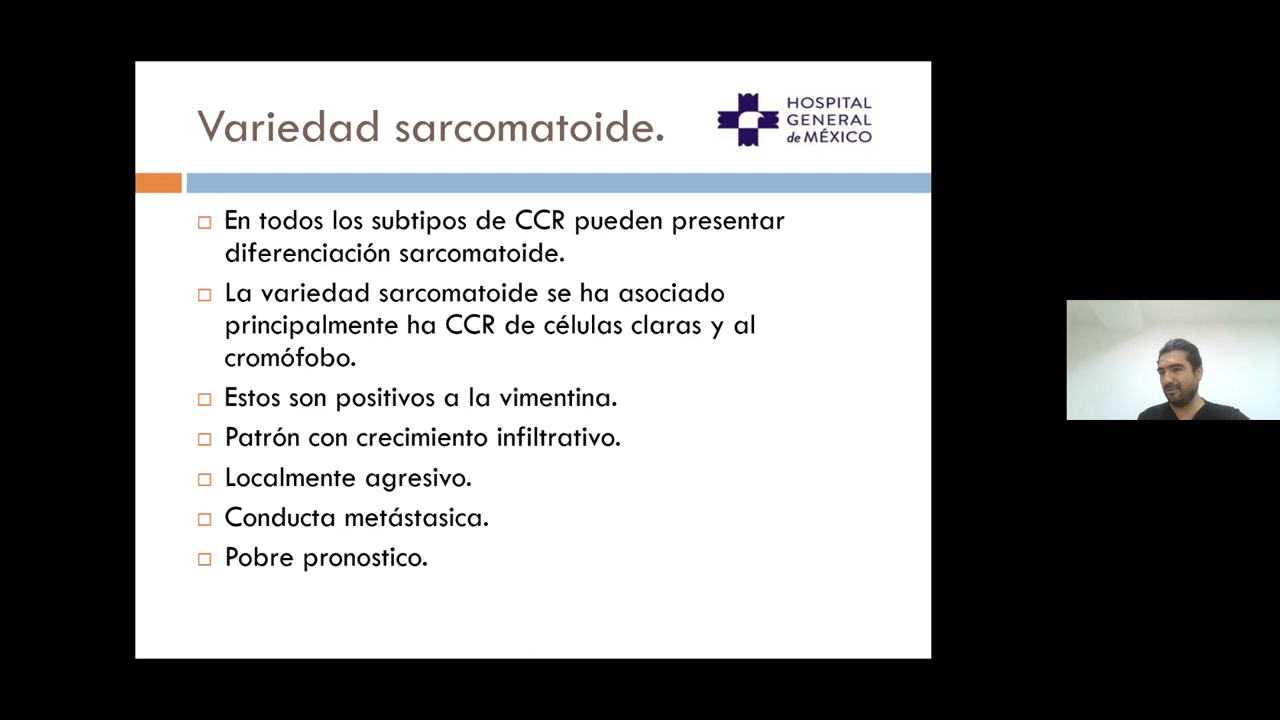 Variedad sarcomatoide.
HOSPITAL
GENERAL
de MÉXICO
En todos los subtipos de CCR pueden presentar
diferenciación sarcomatoide.
La variedad sarcomatoide se ha asociado
principalmente ha CCR de células claras y al
cromófobo.
Estos son positivos a la vimentina.
Patrón con crecimiento infiltrativo.
Localmente agresivo.
Conducta metástasica.
Pobre pronostico.